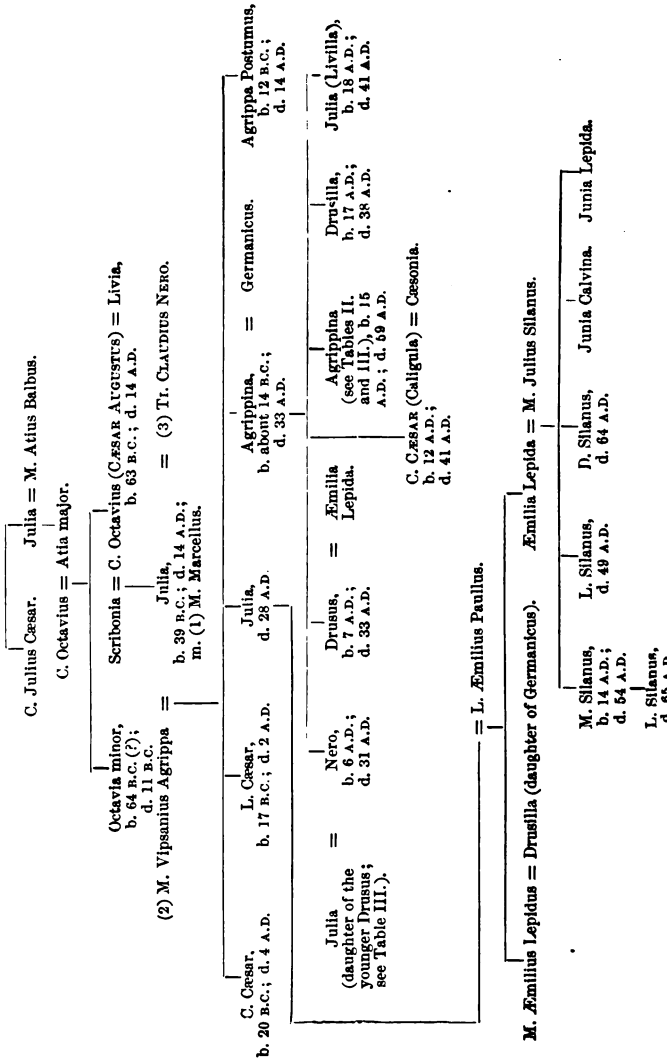 C. Julius Cæsar. Julia = M. Atius Balbus.
C. Octavius = Atia major.
Octavia minor,
b. 64 B.C. (?);
d. 11 B.C.
Scribonia = C. Octavius (CÆSAR AUGUSTUS) = Livia,
b. 63 B.C.; d. 14 A.D.
Julia,
b. 39 B.C.; d. 14 A.D.;
m. (1) M. Marcellus.
(2) M. Vipsanius Agrippa =
= (3) TI. CLAUDIUS NERO.
C. Cæsar,
b. 20 B.C.; d. 4 A.D.
L. Cæsar,
b. 17 B.C.; d. 2 A.D.
Julia,
d. 28 A.D.
Agrippina,
b. about 14 B.C.;
d. 33 A.D.
= Germanicus.
Agrippa Postumus,
b. 12 B.C.;
d. 14 A.D.
Julia
(daughter of the
younger Drusus;
see Table III.).
=
Nero,
b. 6 A.D.;
d. 31 A.D.
Drusus,
b. 7 A.D.;
d. 33 A.D.
=
Æmilia
Lepida.
Agrippina
(see Tables II.
and III.), b. 15
A.D.; d. 59 A.D.
Drusilla,
b. 17 A.D.;
d. 38 A.D.
Julia (Livilla),
b. 18 A.D.;
d. 41 A.D.
C. CÆSAR (Caligula) = Cæsonia.
b. 12 A.D.;
d. 41 A.D.
= L. Æmilius Paullus.
M. Æmilius Lepidus = Drusilla (daughter of Germanicus).
Æmilia Lepida = M. Julius Silanus.
M. Silanus,
b. 14 A.D.;
d. 54 A.D.
L. Silanus,
d. 49 A.D.
D. Silanus,
d. 64 A.D.
Junia Calvina.
Junia Lepida.
L. Silanus,
d. 65 A.D.